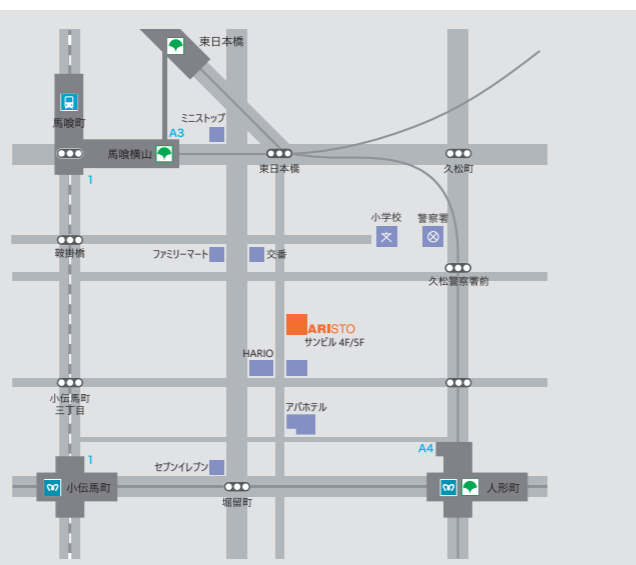 東日本橋
馬喰町
ミニストップ
A3
馬喰横山
東日本橋
久松町
1
小学校
警察署
文
鞍掛橋
ファミリーマート
交番
久松警察署前
ARISTO
サンビル 4F/5F
HARIO
小伝馬町
三丁目
アパホテル
A4
1
セブンイレブン
小伝馬町
堀留町
人形町